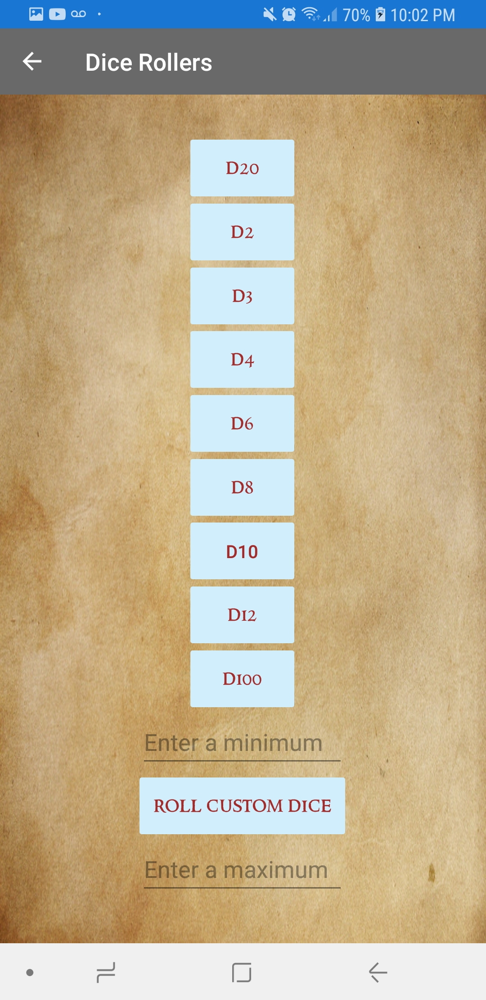 70% 10:02 PM
Dice Rollers
D20
D2
D3
D4
D6
D8
D10
D12
D100
Enter a minimum
ROLL CUSTOM DICE
Enter a maximum